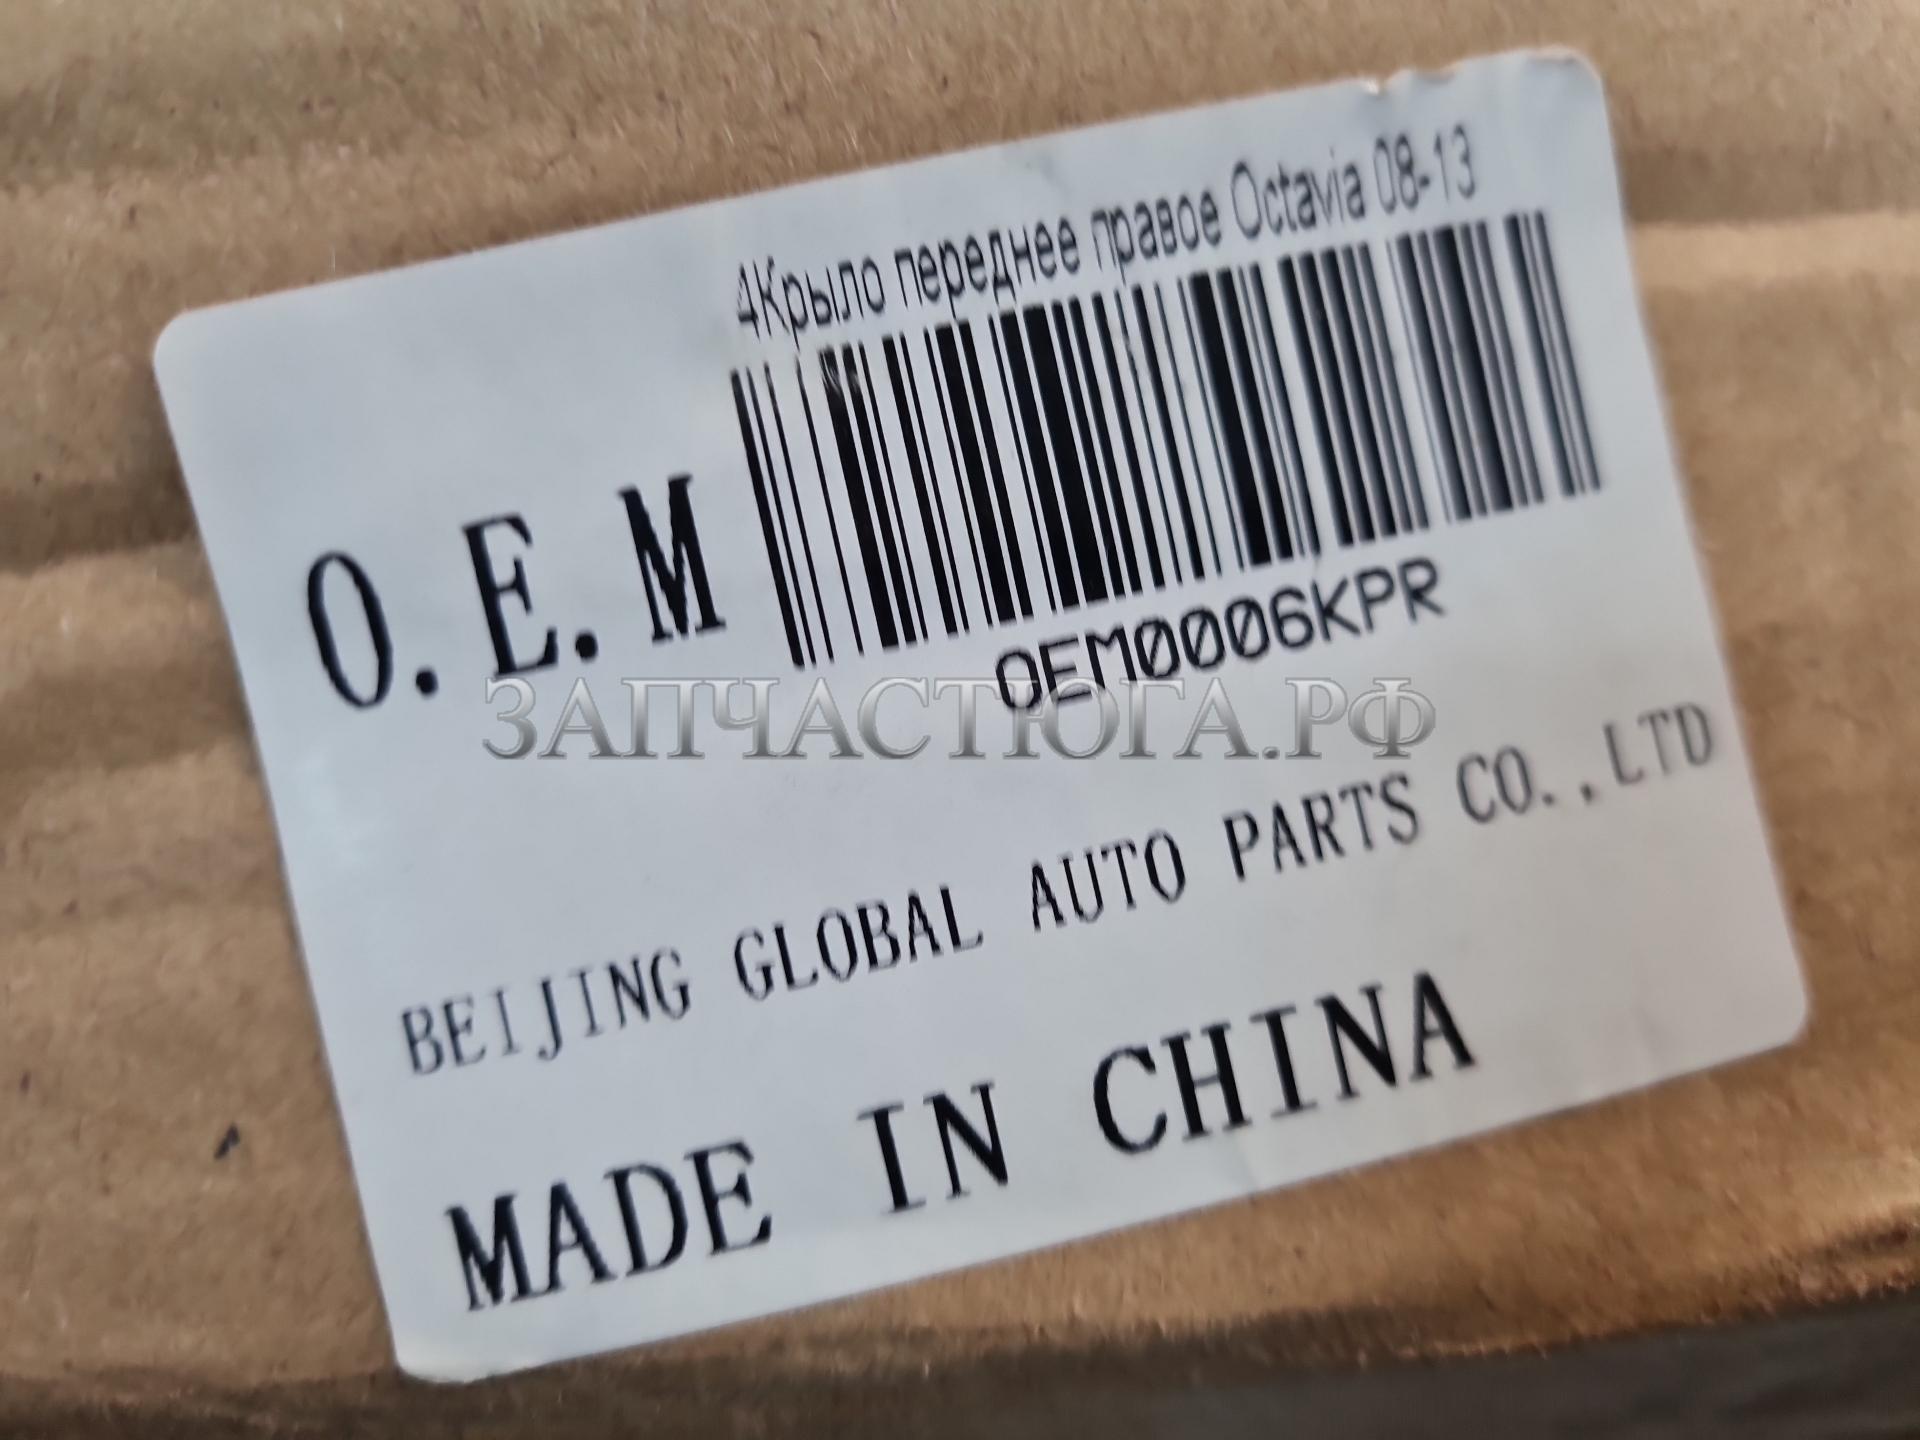 4Крыло переднее правое Octavia 08-13
O.E.M
OEM0006KPR
ЗАПЧАСТЮГА.РФ
BEIJING GLOBAL AUTO PARTS CO.,LTD
MADE IN CHINA